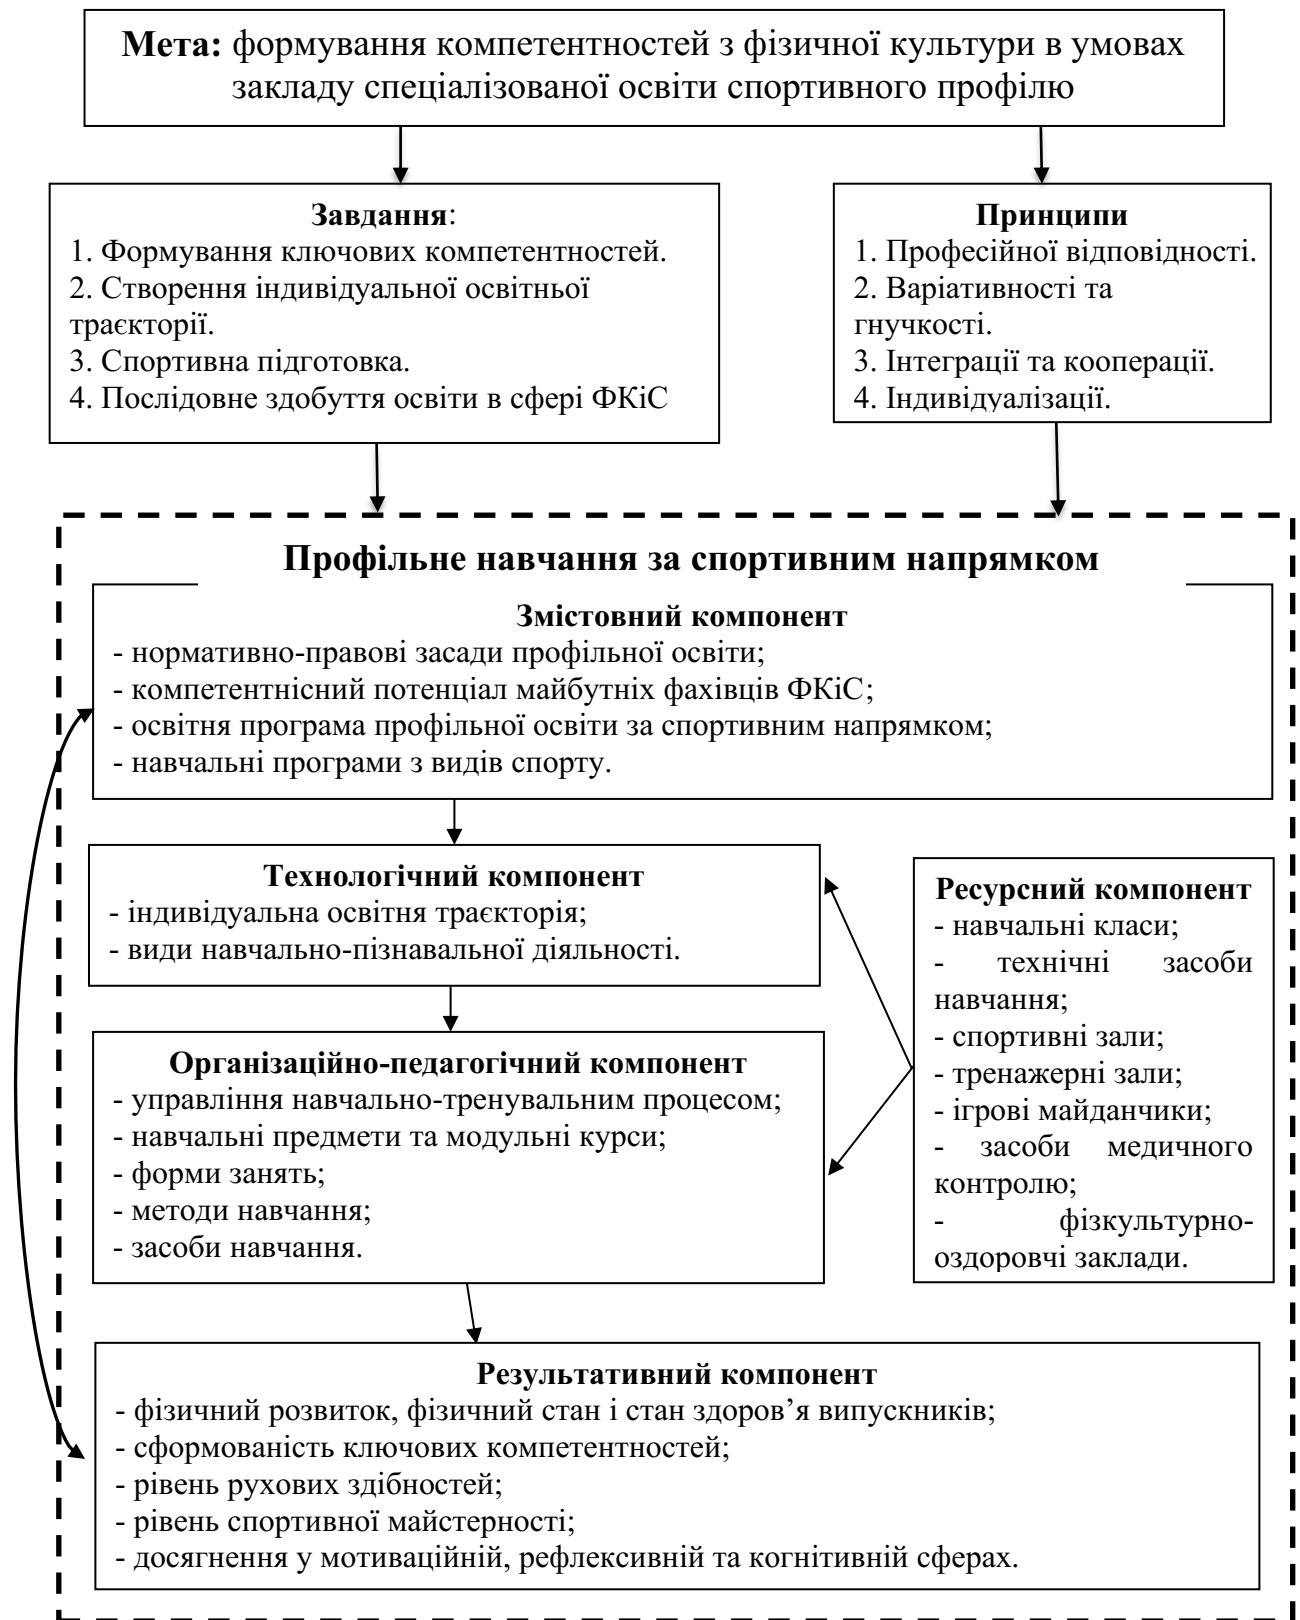 Мета: формування компетентностей з фізичної культури в умовах
закладу спеціалізованої освіти спортивного профілю
Завдання:
1. Формування ключових компетентностей.
2. Створення індивідуальної освітньої
траєкторії.
3. Спортивна підготовка.
4. Послідовне здобуття освіти в сфері ФКіС
Принципи
1. Професійної відповідності.
2. Варіативності та
гнучкості.
3. Інтеграції та кооперації.
4. Індивідуалізації.
Профільне навчання за спортивним напрямком
Змістовний компонент
- нормативно-правові засади профільної освіти;
- компетентнісний потенціал майбутніх фахівців ФКіС;
- освітня програма профільної освіти за спортивним напрямком;
- навчальні програми з видів спорту.
Технологічний компонент
- індивідуальна освітня траєкторія;
- види навчально-пізнавальної діяльності.
Організаційно-педагогічний компонент
- управління навчально-тренувальним процесом;
- навчальні предмети та модульні курси;
- форми занять;
- методи навчання;
- засоби навчання.
Ресурсний компонент
- навчальні класи;
- технічні засоби
навчання;
- спортивні зали;
- тренажерні зали;
- ігрові майданчики;
- засоби медичного
контролю;
- фізкультурно-
оздоровчі заклади.
Результативний компонент
- фізичний розвиток, фізичний стан і стан здоров’я випускників;
- сформованість ключових компетентностей;
- рівень рухових здібностей;
- рівень спортивної майстерності;
- досягнення у мотиваційній, рефлексивній та когнітивній сферах.